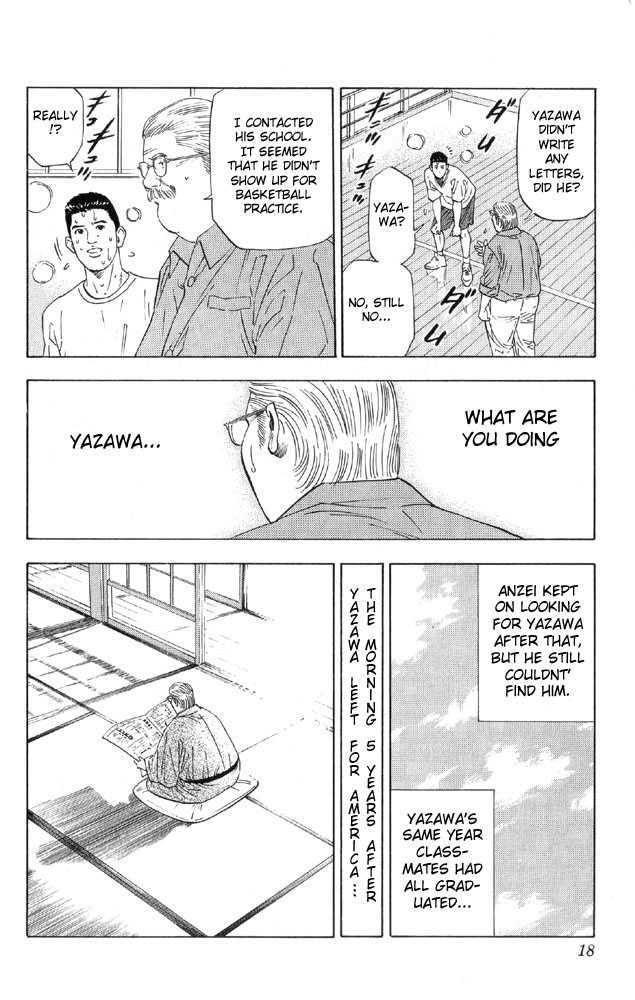 YAZAWA
DIDN'T
WRITE
ANY
LETTERS,
DID HE?
YAZA-
WA?
NO, STILL
NO...
I CONTACTED
HIS SCHOOL.
IT SEEMED
THAT HE DIDN'T
SHOW UP FOR
BASKETBALL
PRACTICE.
REALLY
!?
WHAT ARE
YOU DOING
YAZAWA...
ANZEI KEPT
ON LOOKING
FOR YAZAWA
AFTER THAT,
BUT HE STILL
COULDNT'
FIND HIM.
YAZAWA'S
SAME YEAR
CLASS-
MATES HAD
ALL GRAD-
UATED...
THE MORNING 5 YEARS AFTER
YAZAWA LEFT FOR AMERICA...
18